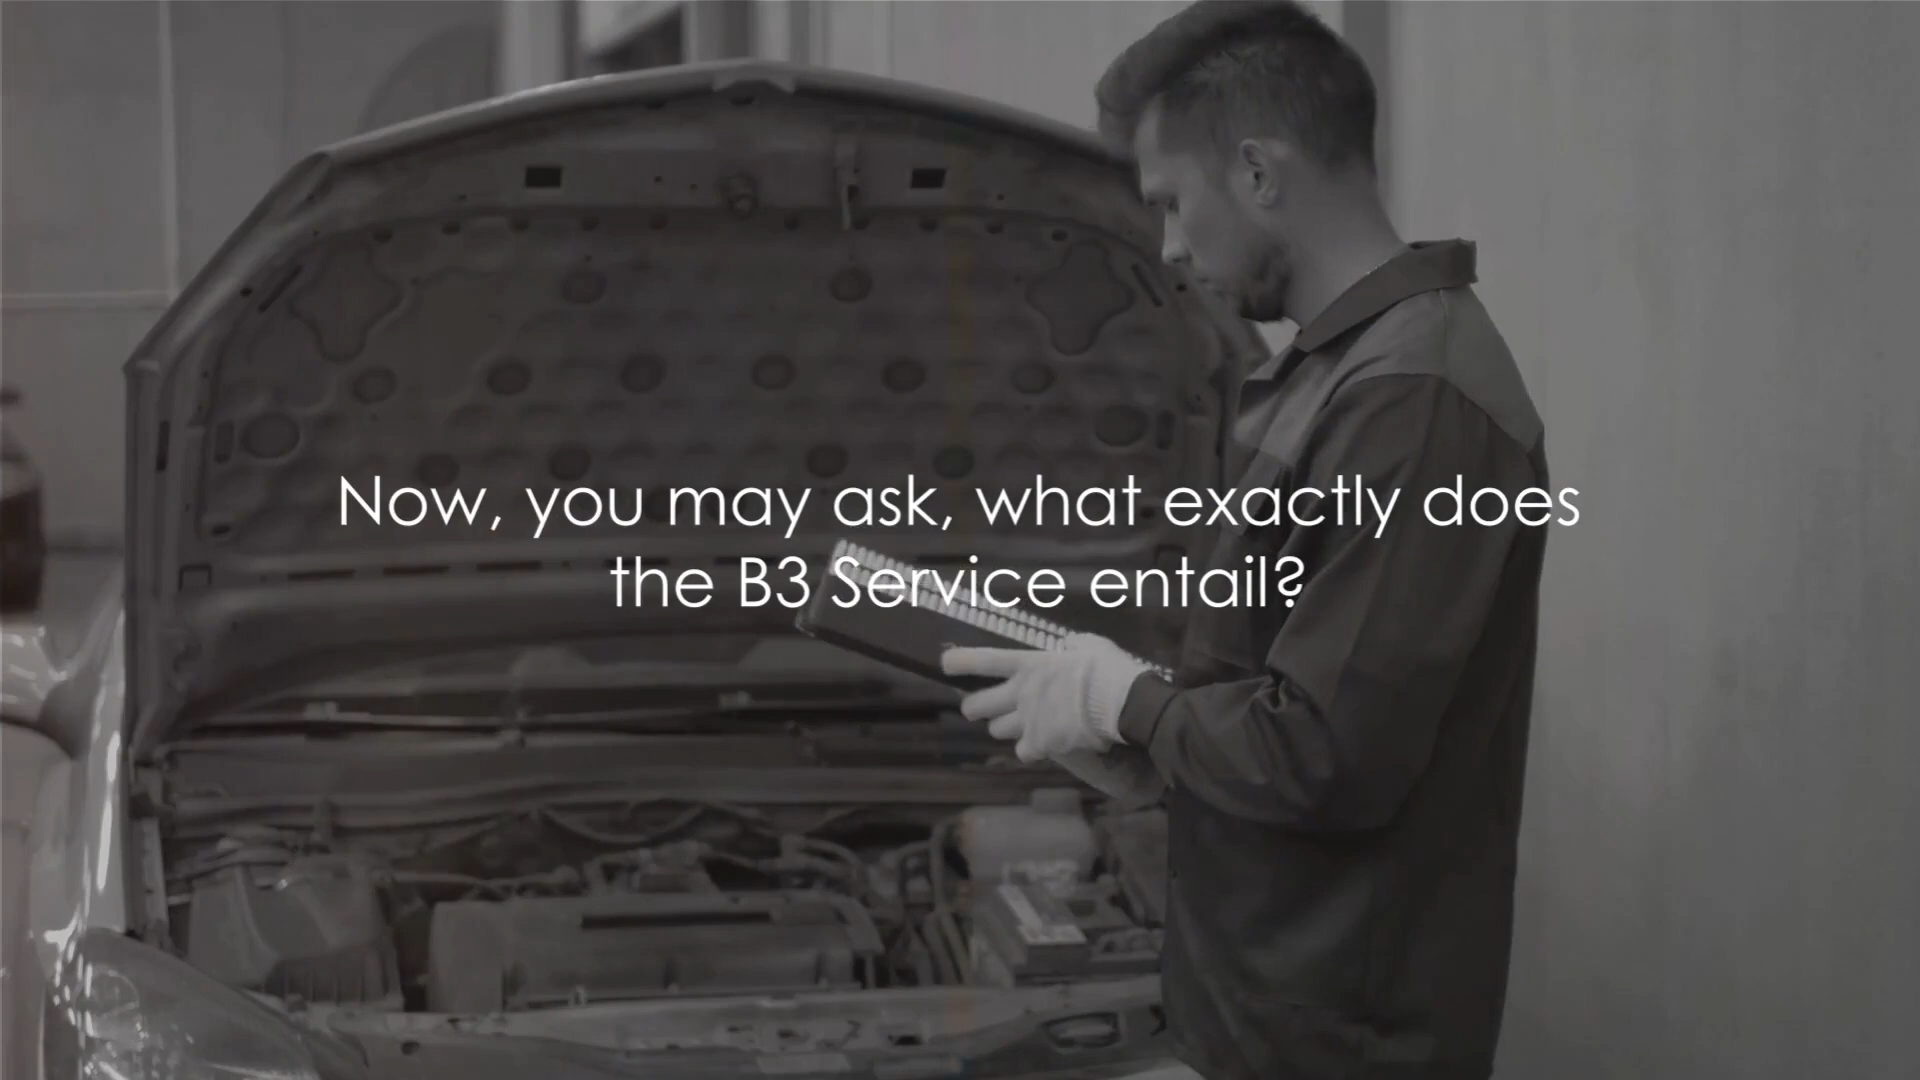 Now, you may ask, what exactly does
the B3 Service entail?